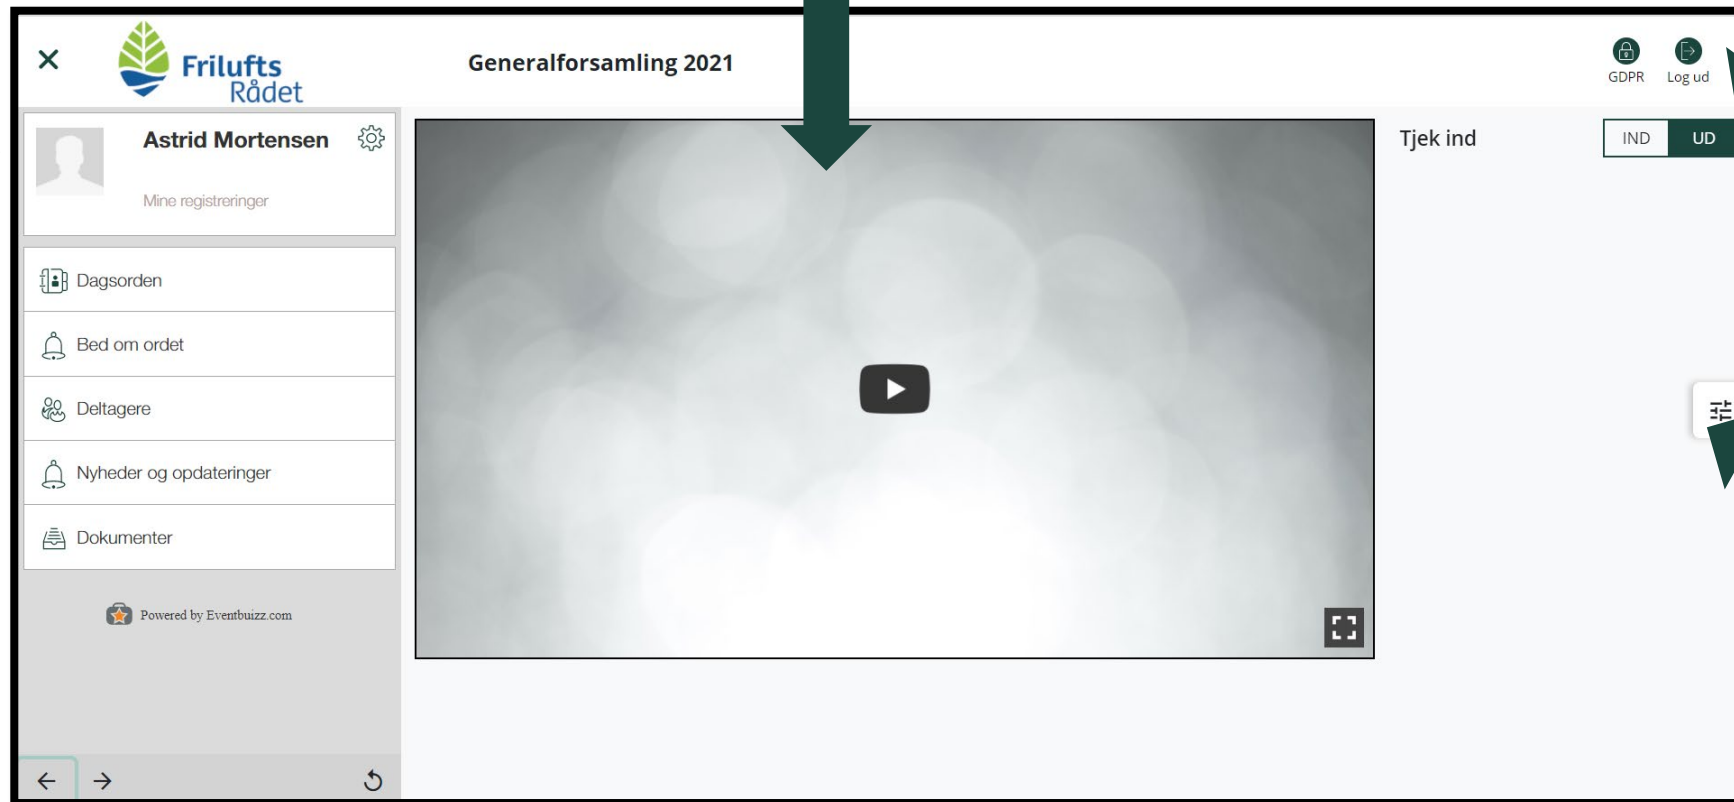 Frilufts
Rådet
Generalforsamling 2021
GDPR
Log ud
Astrid Mortensen
Mine registreringer
Tjek ind
IND
UD
Dagsorden
Bed om ordet
Deltagere
Nyheder og opdateringer
Dokumenter
Powered by Eventbuizz.com